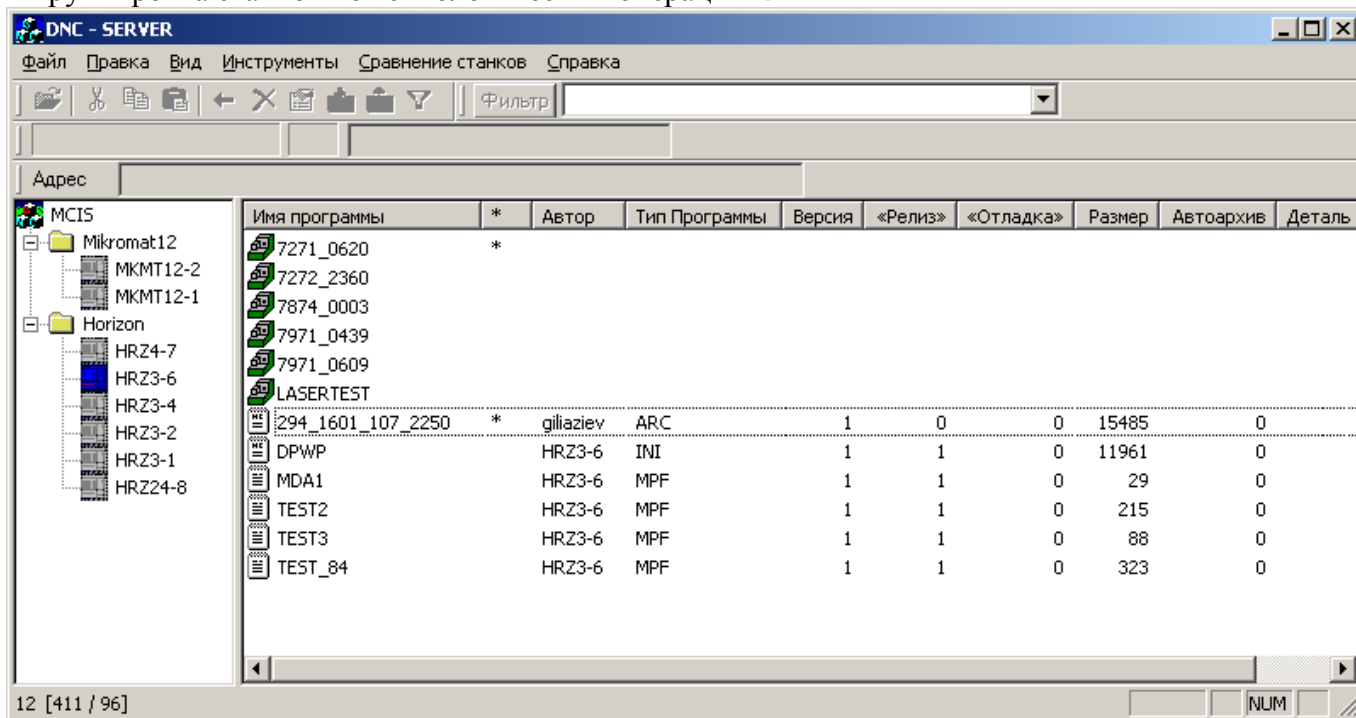 DNC - SERVER
Файл Правка Вид Инструменты Сравнение станков Справка
Фильтр
Адрес
MCIS
Mikromat12
MKMT12-2
MKMT12-1
Horizon
HRZ4-7
HRZ3-6
HRZ3-4
HRZ3-2
HRZ3-1
HRZ24-8
Имя программы * Автор Тип Программы Версия «Релиз» «Отладка» Размер Автоархив Деталь
7271_0620 *
7272_2360
7874_0003
7971_0439
7971_0609
LASERTEST
294_1601_107_2250 * giliaziev ARC 1 0 0 15485 0
DPWP HRZ3-6 INI 1 1 0 11961 0
MDA1 HRZ3-6 MPF 1 1 0 29 0
TEST2 HRZ3-6 MPF 1 1 0 215 0
TEST3 HRZ3-6 MPF 1 1 0 88 0
TEST_84 HRZ3-6 MPF 1 1 0 323 0
12 [411 / 96] NUM